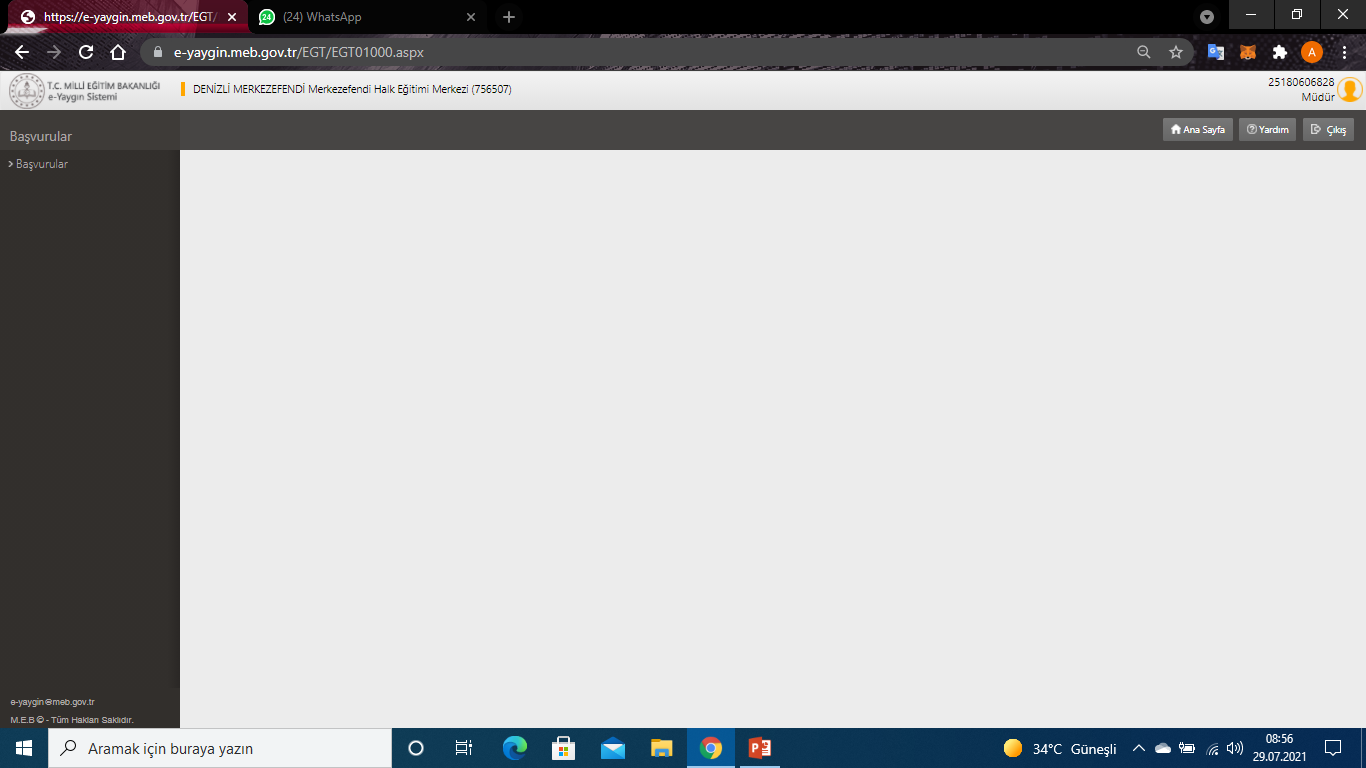 https://e-yaygin.meb.gov.tr/EGT/
24 (24) WhatsApp
e-yaygin.meb.gov.tr/EGT/EGT01000.aspx
A
T.C. MİLLİ EĞİTİM BAKANLIĞI
e-Yaygın Sistemi
DENİZLİ MERKEZEFENDİ Merkezefendi Halk Eğitimi Merkezi (756507)
25180606828
Müdür
Başvurular
Ana Sayfa
Yardım
Çıkış
Başvurular
e-yaygin@meb.gov.tr
M.E.B © - Tüm Hakları Saklıdır.
Aramak için buraya yazın
34°C Güneşli
08:56
29.07.2021